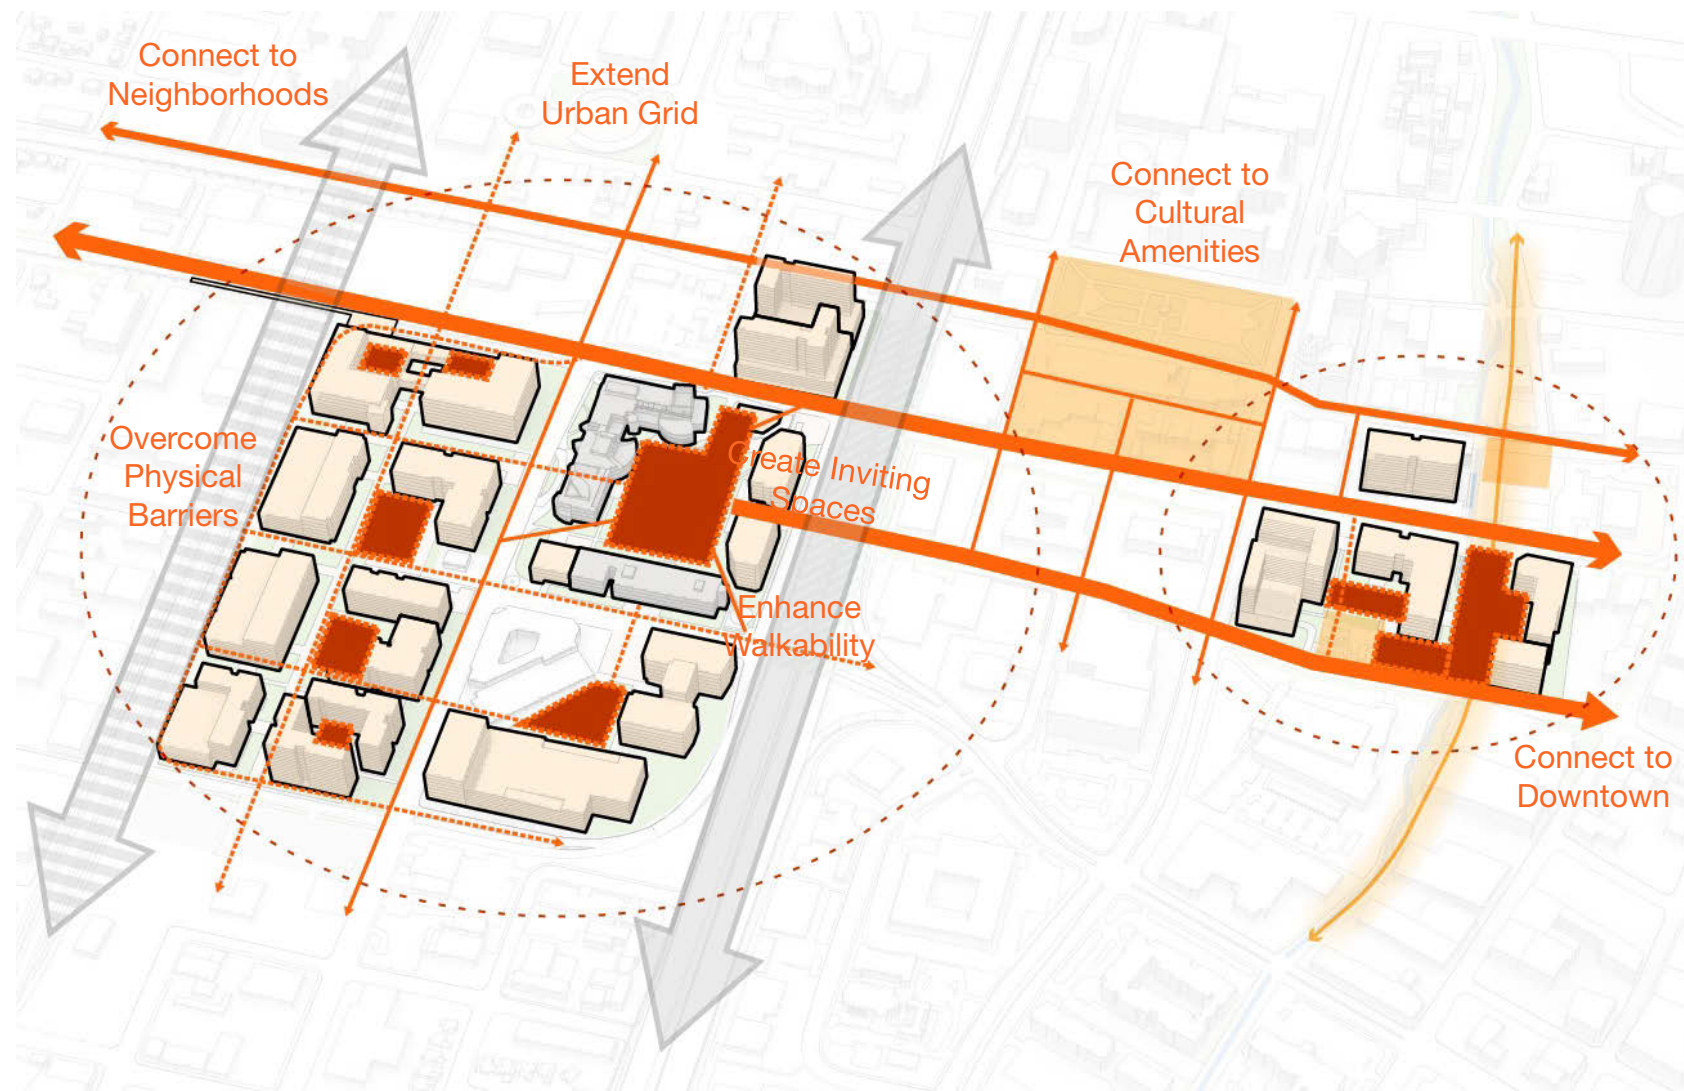 Connect to
Neighborhoods
Extend
Urban Grid
Connect to
Cultural
Amenities
Overcome
Physical
Barriers
Create Inviting
Spaces
Enhance
Walkability
Connect to
Downtown